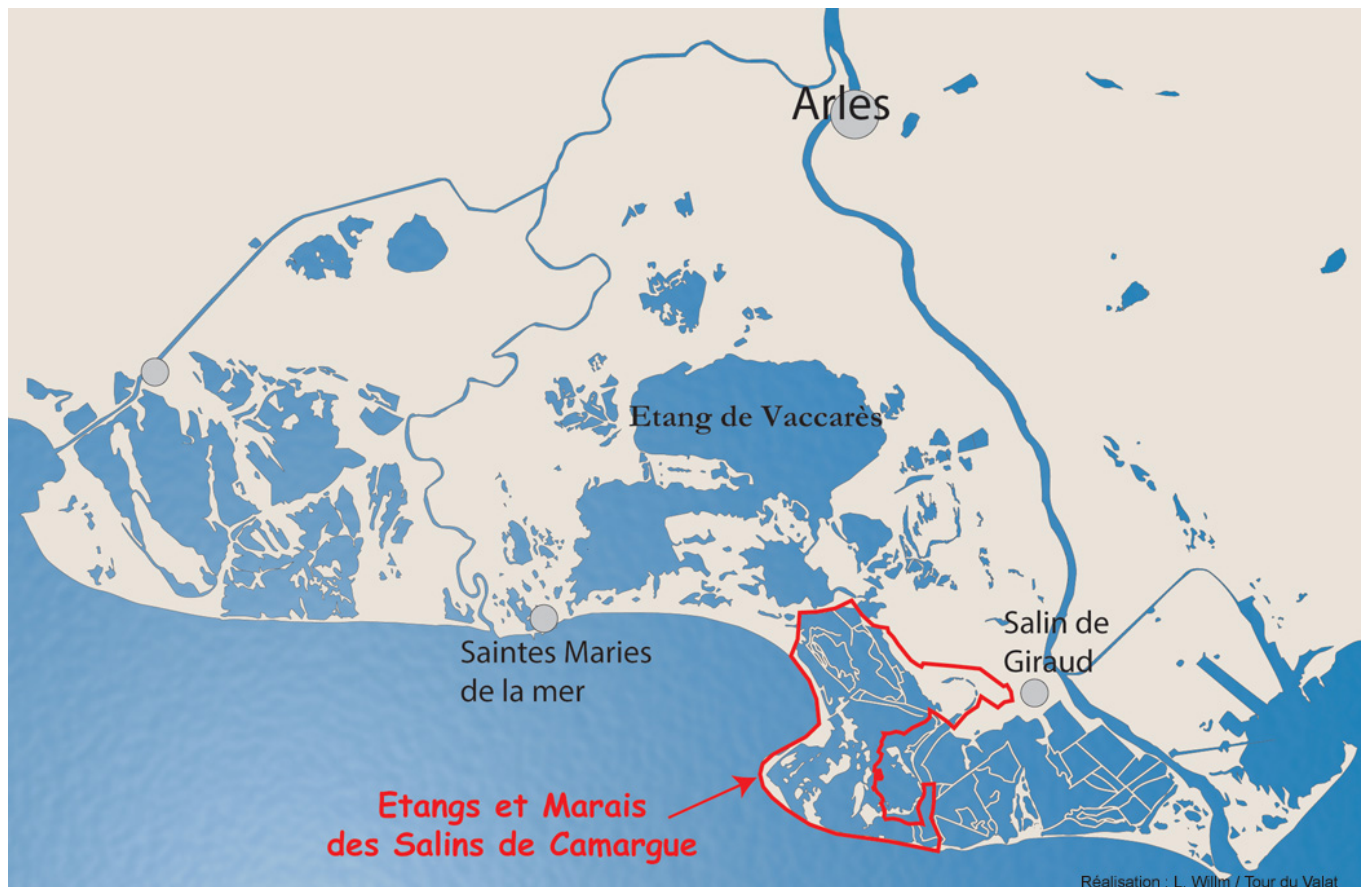 Arles
Etang de Vaccarès
Salin de
Giraud
Saintes Maries
de la mer
Etangs et Marais
des Salins de Camargue
Réalisation : L. Willm / Tour du Valat